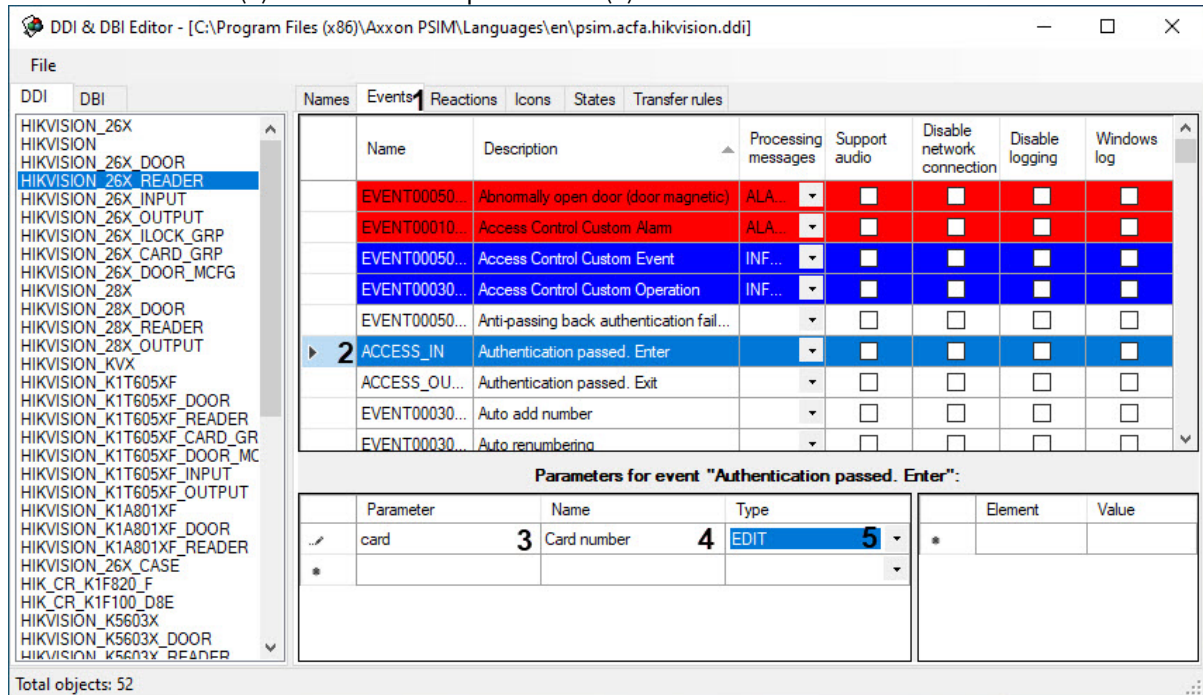 DDI & DBI Editor - [C:\Program Files (x86)\Axxon PSIM\Languages\en\psim.acfa.hikvision.ddi]
File
DDI DBI
HIKVISION_26X
HIKVISION
HIKVISION_26X_DOOR
HIKVISION_26X_READER
HIKVISION_26X_INPUT
HIKVISION_26X_OUTPUT
HIKVISION_26X_ILOCK_GRP
HIKVISION_26X_CARD_GRP
HIKVISION_26X_DOOR_MCFG
HIKVISION_28X
HIKVISION_28X_DOOR
HIKVISION_28X_READER
HIKVISION_28X_OUTPUT
HIKVISION_KVX
HIKVISION_K1T605XF
HIKVISION_K1T605XF_DOOR
HIKVISION_K1T605XF_READER
HIKVISION_K1T605XF_CARD_GR
HIKVISION_K1T605XF_DOOR_MC
HIKVISION_K1T605XF_INPUT
HIKVISION_K1T605XF_OUTPUT
HIKVISION_K1A801XF
HIKVISION_K1A801XF_DOOR
HIKVISION_K1A801XF_READER
HIKVISION_26X_CASE
HIK_CR_K1F820_F
HIK_CR_K1F100_D8E
HIKVISION_K5603X
HIKVISION_K5603X_DOOR
HIKVISION_K5603X_READER
Names Events 1 Reactions Icons States Transfer rules
Name Description Processing messages Support audio Disable network connection Disable logging Windows log
EVENT00050... Abnormally open door (door magnetic) ALA...
EVENT00010... Access Control Custom Alarm ALA...
EVENT00050... Access Control Custom Event INF...
EVENT00030... Access Control Custom Operation INF...
EVENT00050... Anti-passing back authentication fail...
2 ACCESS_IN Authentication passed. Enter
ACCESS_OU... Authentication passed. Exit
EVENT00030... Auto add number
EVENT00030... Auto renumbering
Parameters for event "Authentication passed. Enter":
Parameter Name Type
card 3 Card number 4 EDIT 5
Element Value
Total objects: 52